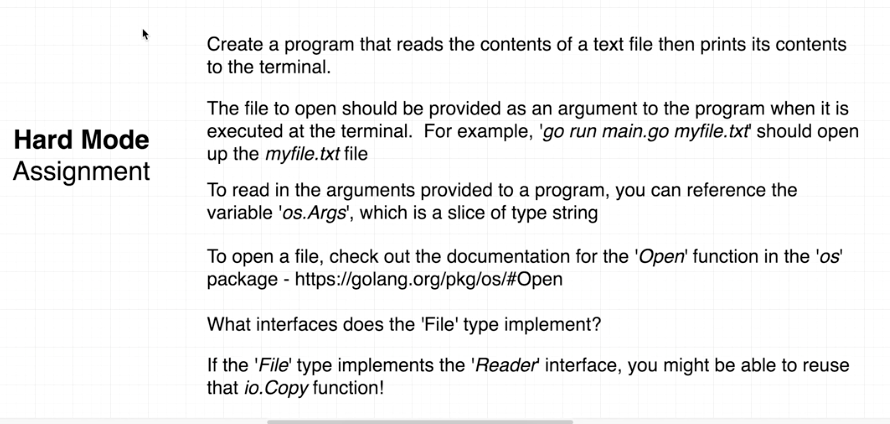 Hard Mode
Assignment
Create a program that reads the contents of a text file then prints its contents
to the terminal.
The file to open should be provided as an argument to the program when it is
executed at the terminal.  For example, 'go run main.go myfile.txt' should open
up the myfile.txt file
To read in the arguments provided to a program, you can reference the
variable 'os.Args', which is a slice of type string
To open a file, check out the documentation for the 'Open' function in the 'os'
package - https://golang.org/pkg/os/#Open
What interfaces does the 'File' type implement?
If the 'File' type implements the 'Reader' interface, you might be able to reuse
that io.Copy function!